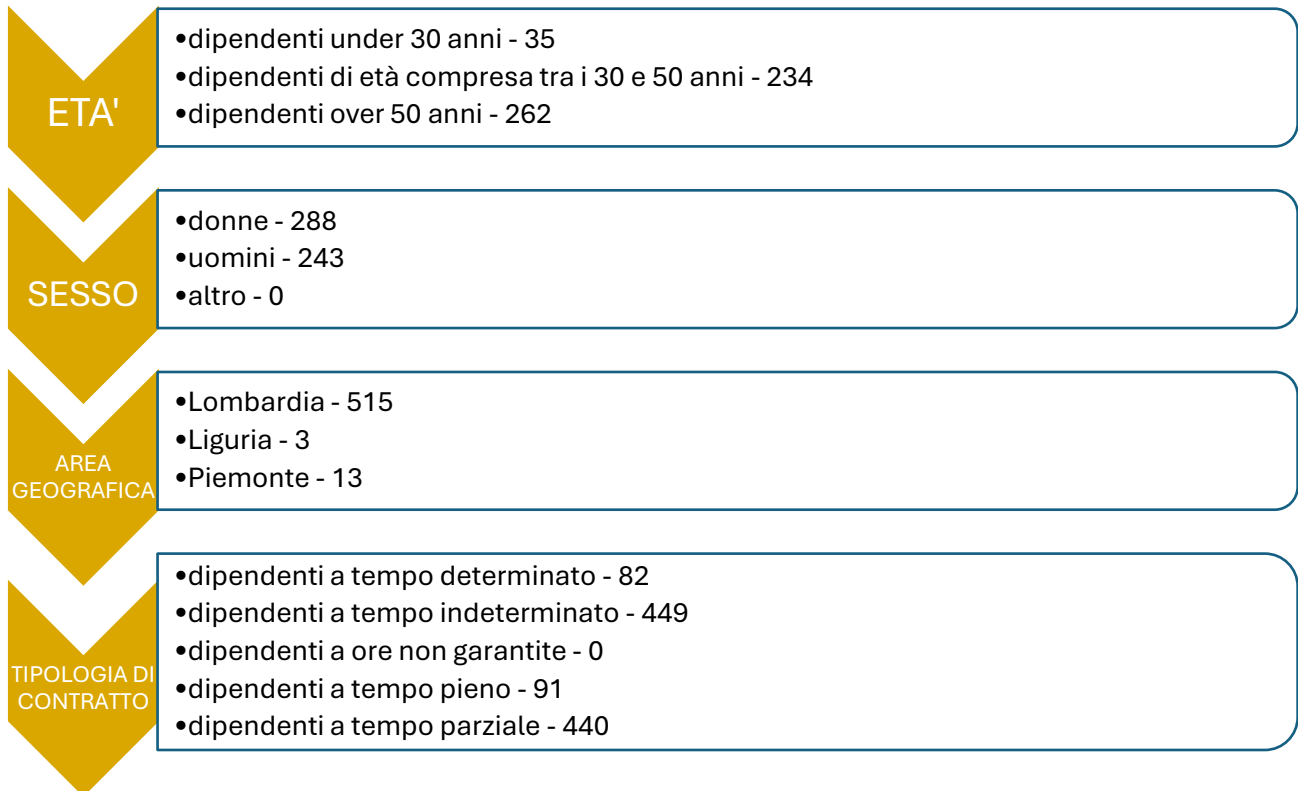 ETA'
•dipendenti under 30 anni - 35
•dipendenti di età compresa tra i 30 e 50 anni - 234
•dipendenti over 50 anni - 262
SESSO
•donne - 288
•uomini - 243
•altro - 0
AREA
GEOGRAFICA
•Lombardia - 515
•Liguria - 3
•Piemonte - 13
TIPOLOGIA DI
CONTRATTO
•dipendenti a tempo determinato - 82
•dipendenti a tempo indeterminato - 449
•dipendenti a ore non garantite - 0
•dipendenti a tempo pieno - 91
•dipendenti a tempo parziale - 440